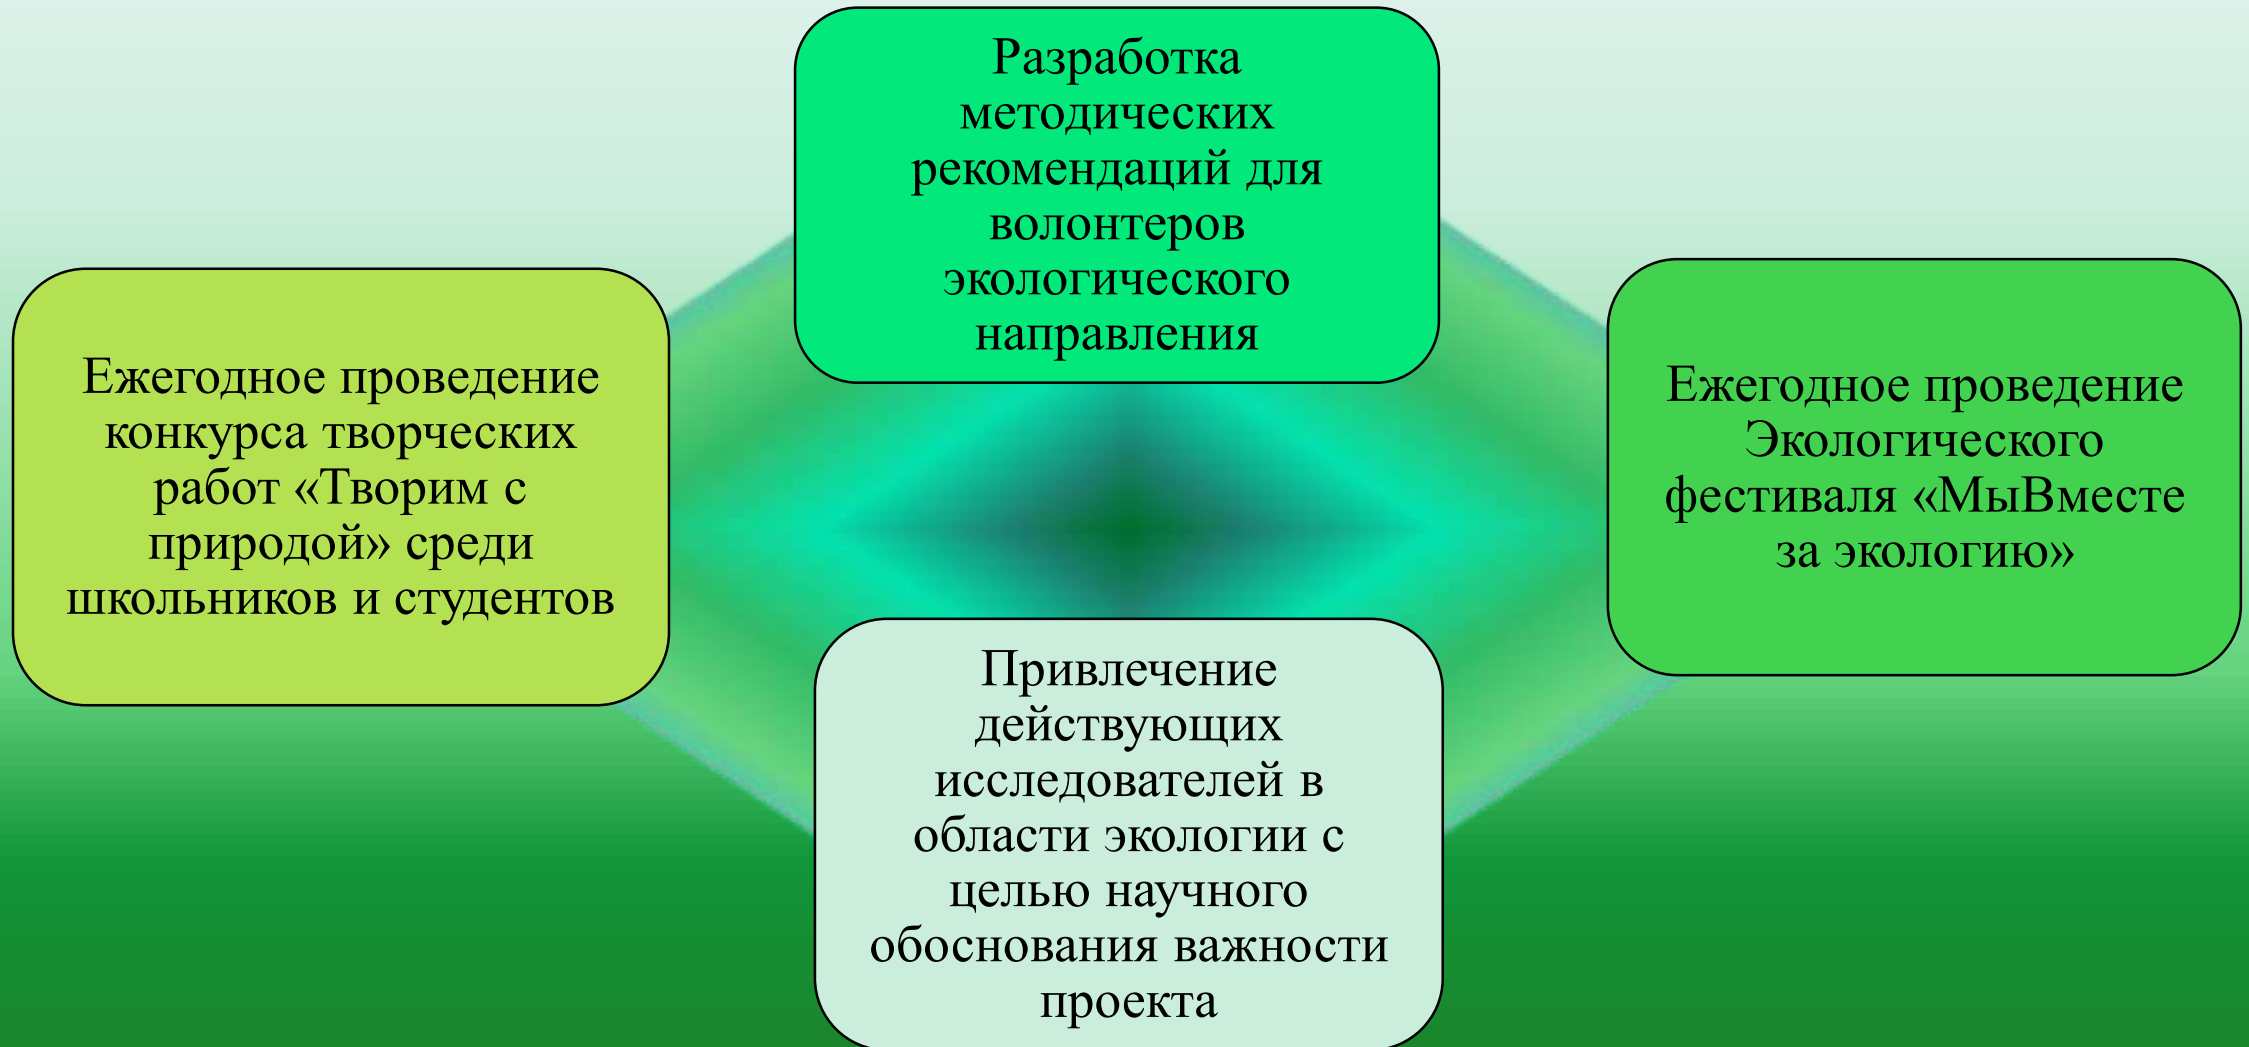 Разработка
методических
рекомендаций для
волонтеров
экологического
направления
Ежегодное проведение
конкурса творческих
работ «Творим с
природой» среди
школьников и студентов
Ежегодное проведение
Экологического
фестиваля «МыВместе
за экологию»
Привлечение
действующих
исследователей в
области экологии с
целью научного
обоснования важности
проекта